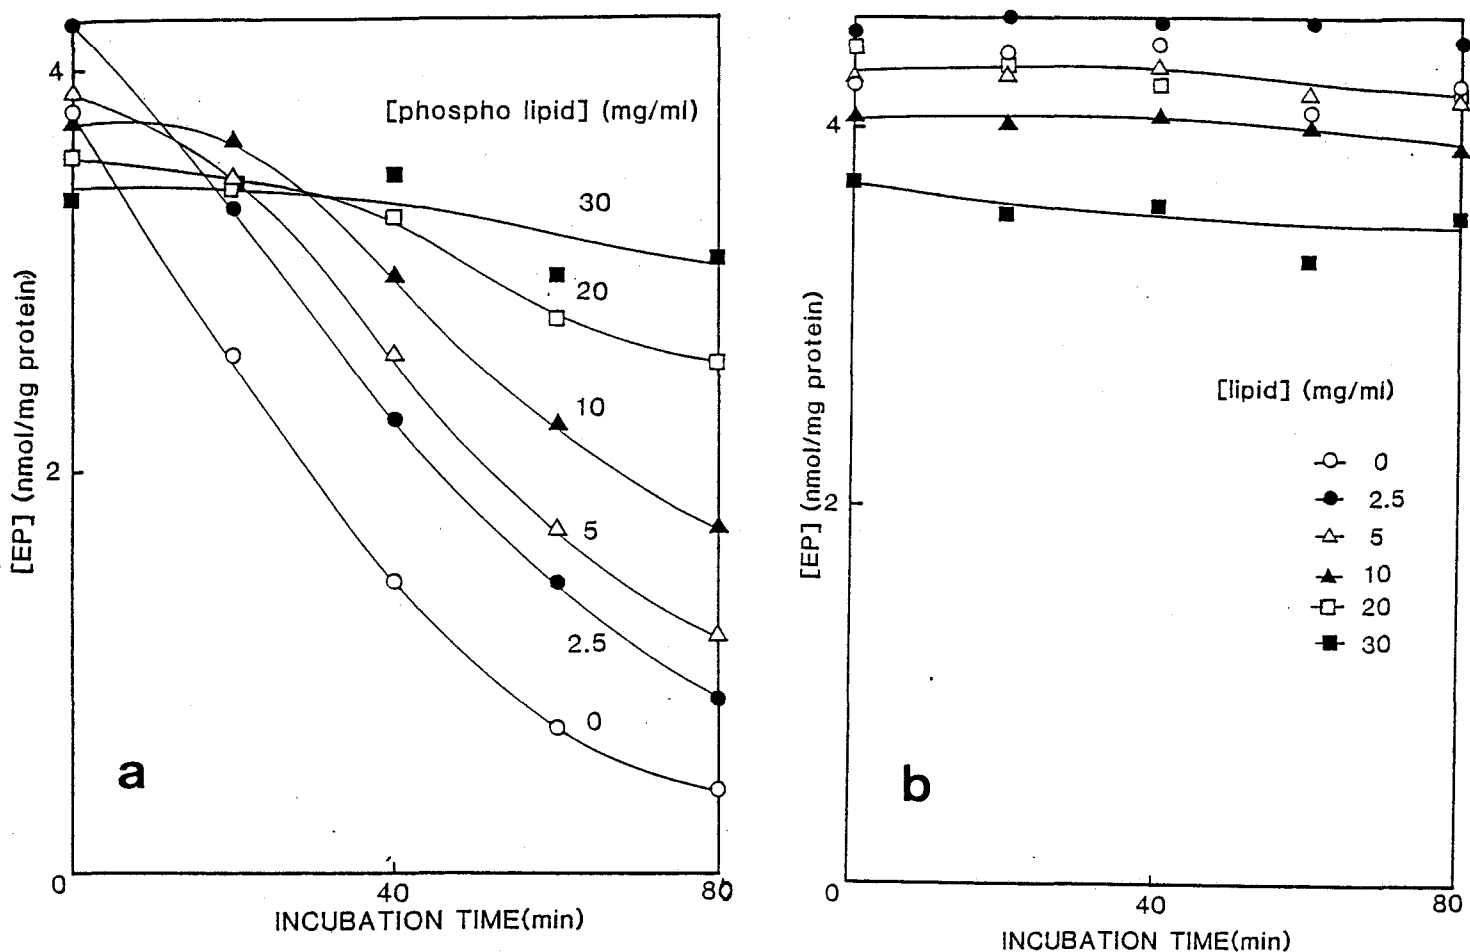 4
[phospho lipid] (mg/ml)
30
20
10
2
5
2.5
0
a
[EP] (nmol/mg protein)
0
40
80
INCUBATION TIME(min)
4
[lipid] (mg/ml)
2
0
2.5
5
10
20
30
b
[EP] (nmol/mg protein)
0
40
80
INCUBATION TIME(min)